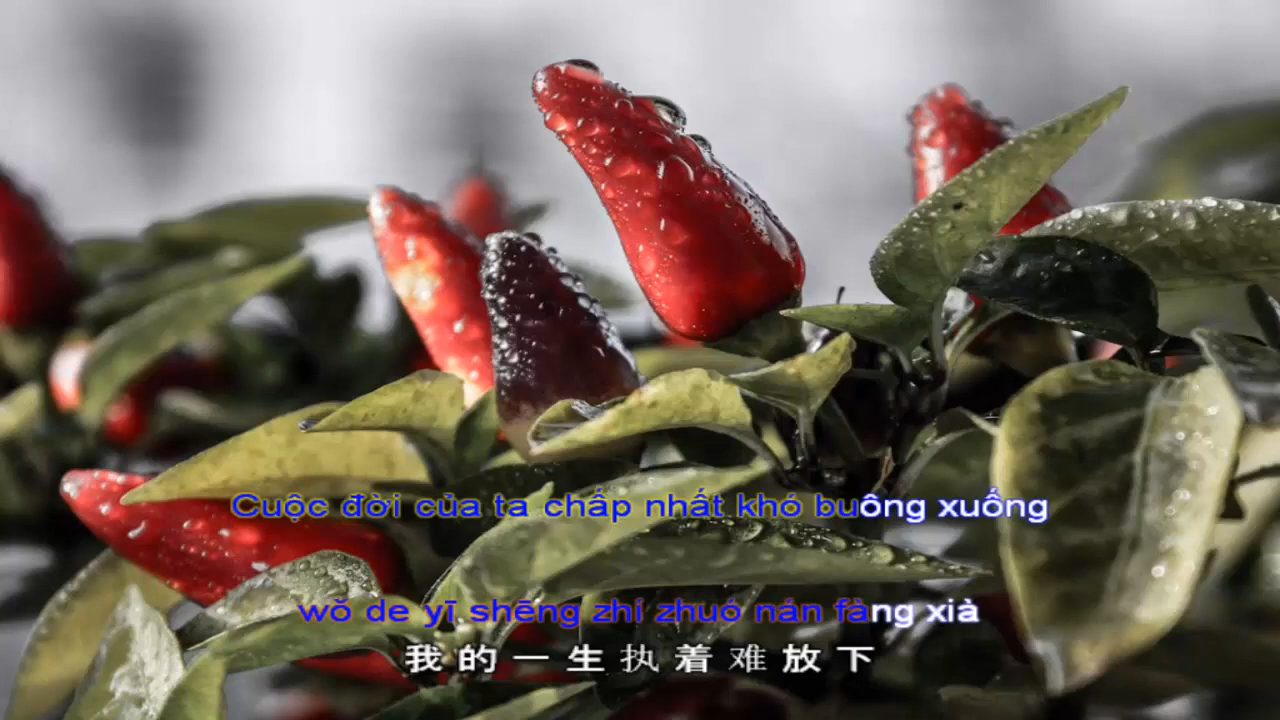 Cuộc đời của ta chấp nhất khó buông xuống
wǒ de yī shēng zhí zhuó nán fàng xià
我的一生执着难放下